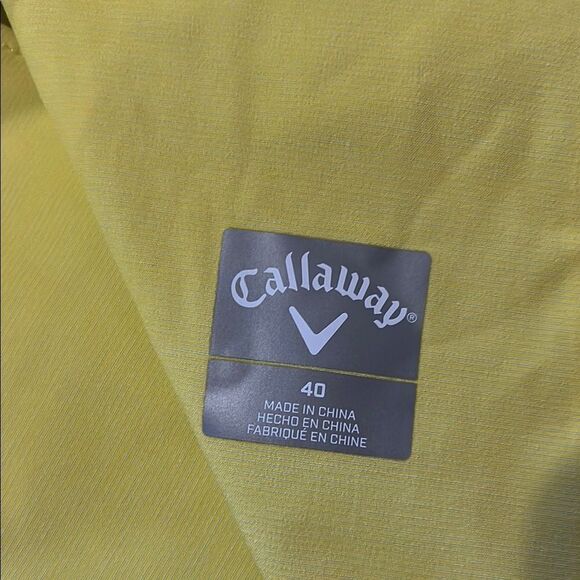 Callaway®
40
MADE IN CHINA
HECHO EN CHINA
FABRIQUÉ EN CHINE